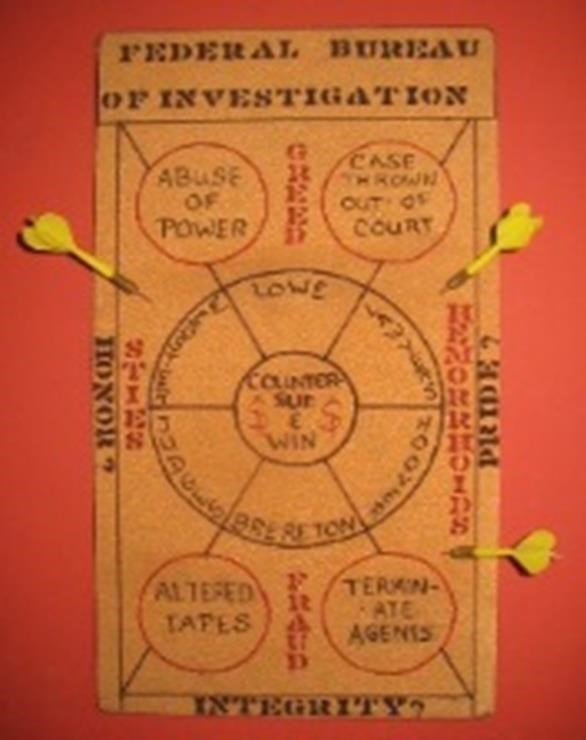 FEDERAL BUREAU
OF INVESTIGATION
ABUSE
OF
POWER
GREED
CASE
THROWN
OUT OF
COURT
LOWE
HONOR?
STIES
COUNTER-
SUE
&
$ $
WIN
HEMORRHOIDS
PRIDE?
BRERETON
ALTERED
TAPES
FRAUD
TERMIN-
ATE
AGENTS
INTEGRITY?